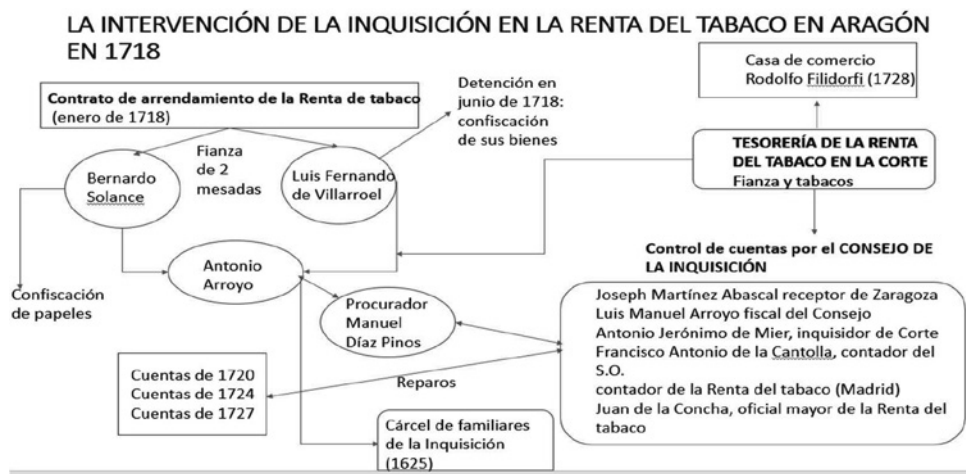 LA INTERVENCIÓN DE LA INQUISICIÓN EN LA RENTA DEL TABACO EN ARAGÓN
EN 1718
Contrato de arrendamiento de la Renta de tabaco
(enero de 1718)
Detención en
junio de 1718:
confiscación
de sus bienes
Casa de comercio
Rodolfo Filidorfi (1728)
TESORERÍA DE LA RENTA
DEL TABACO EN LA CORTE
Fianza y tabacos
Fianza
de 2
mesadas
Bernardo
Solance
Luis Fernando
de Villarroel
Antonio
Arroyo
Confiscación
de papeles
Procurador
Manuel
Díaz Pinos
Control de cuentas por el CONSEJO DE
LA INQUISICIÓN
Joseph Martínez Abascal receptor de Zaragoza
Luis Manuel Arroyo fiscal del Consejo
Antonio Jerónimo de Mier, inquisidor de Corte
Francisco Antonio de la Cantolla, contador del
S.O.
contador de la Renta del tabaco (Madrid)
Juan de la Concha, oficial mayor de la Renta del
tabaco
Cuentas de 1720
Cuentas de 1724
Cuentas de 1727
Reparos
Cárcel de familiares
de la Inquisición
(1625)